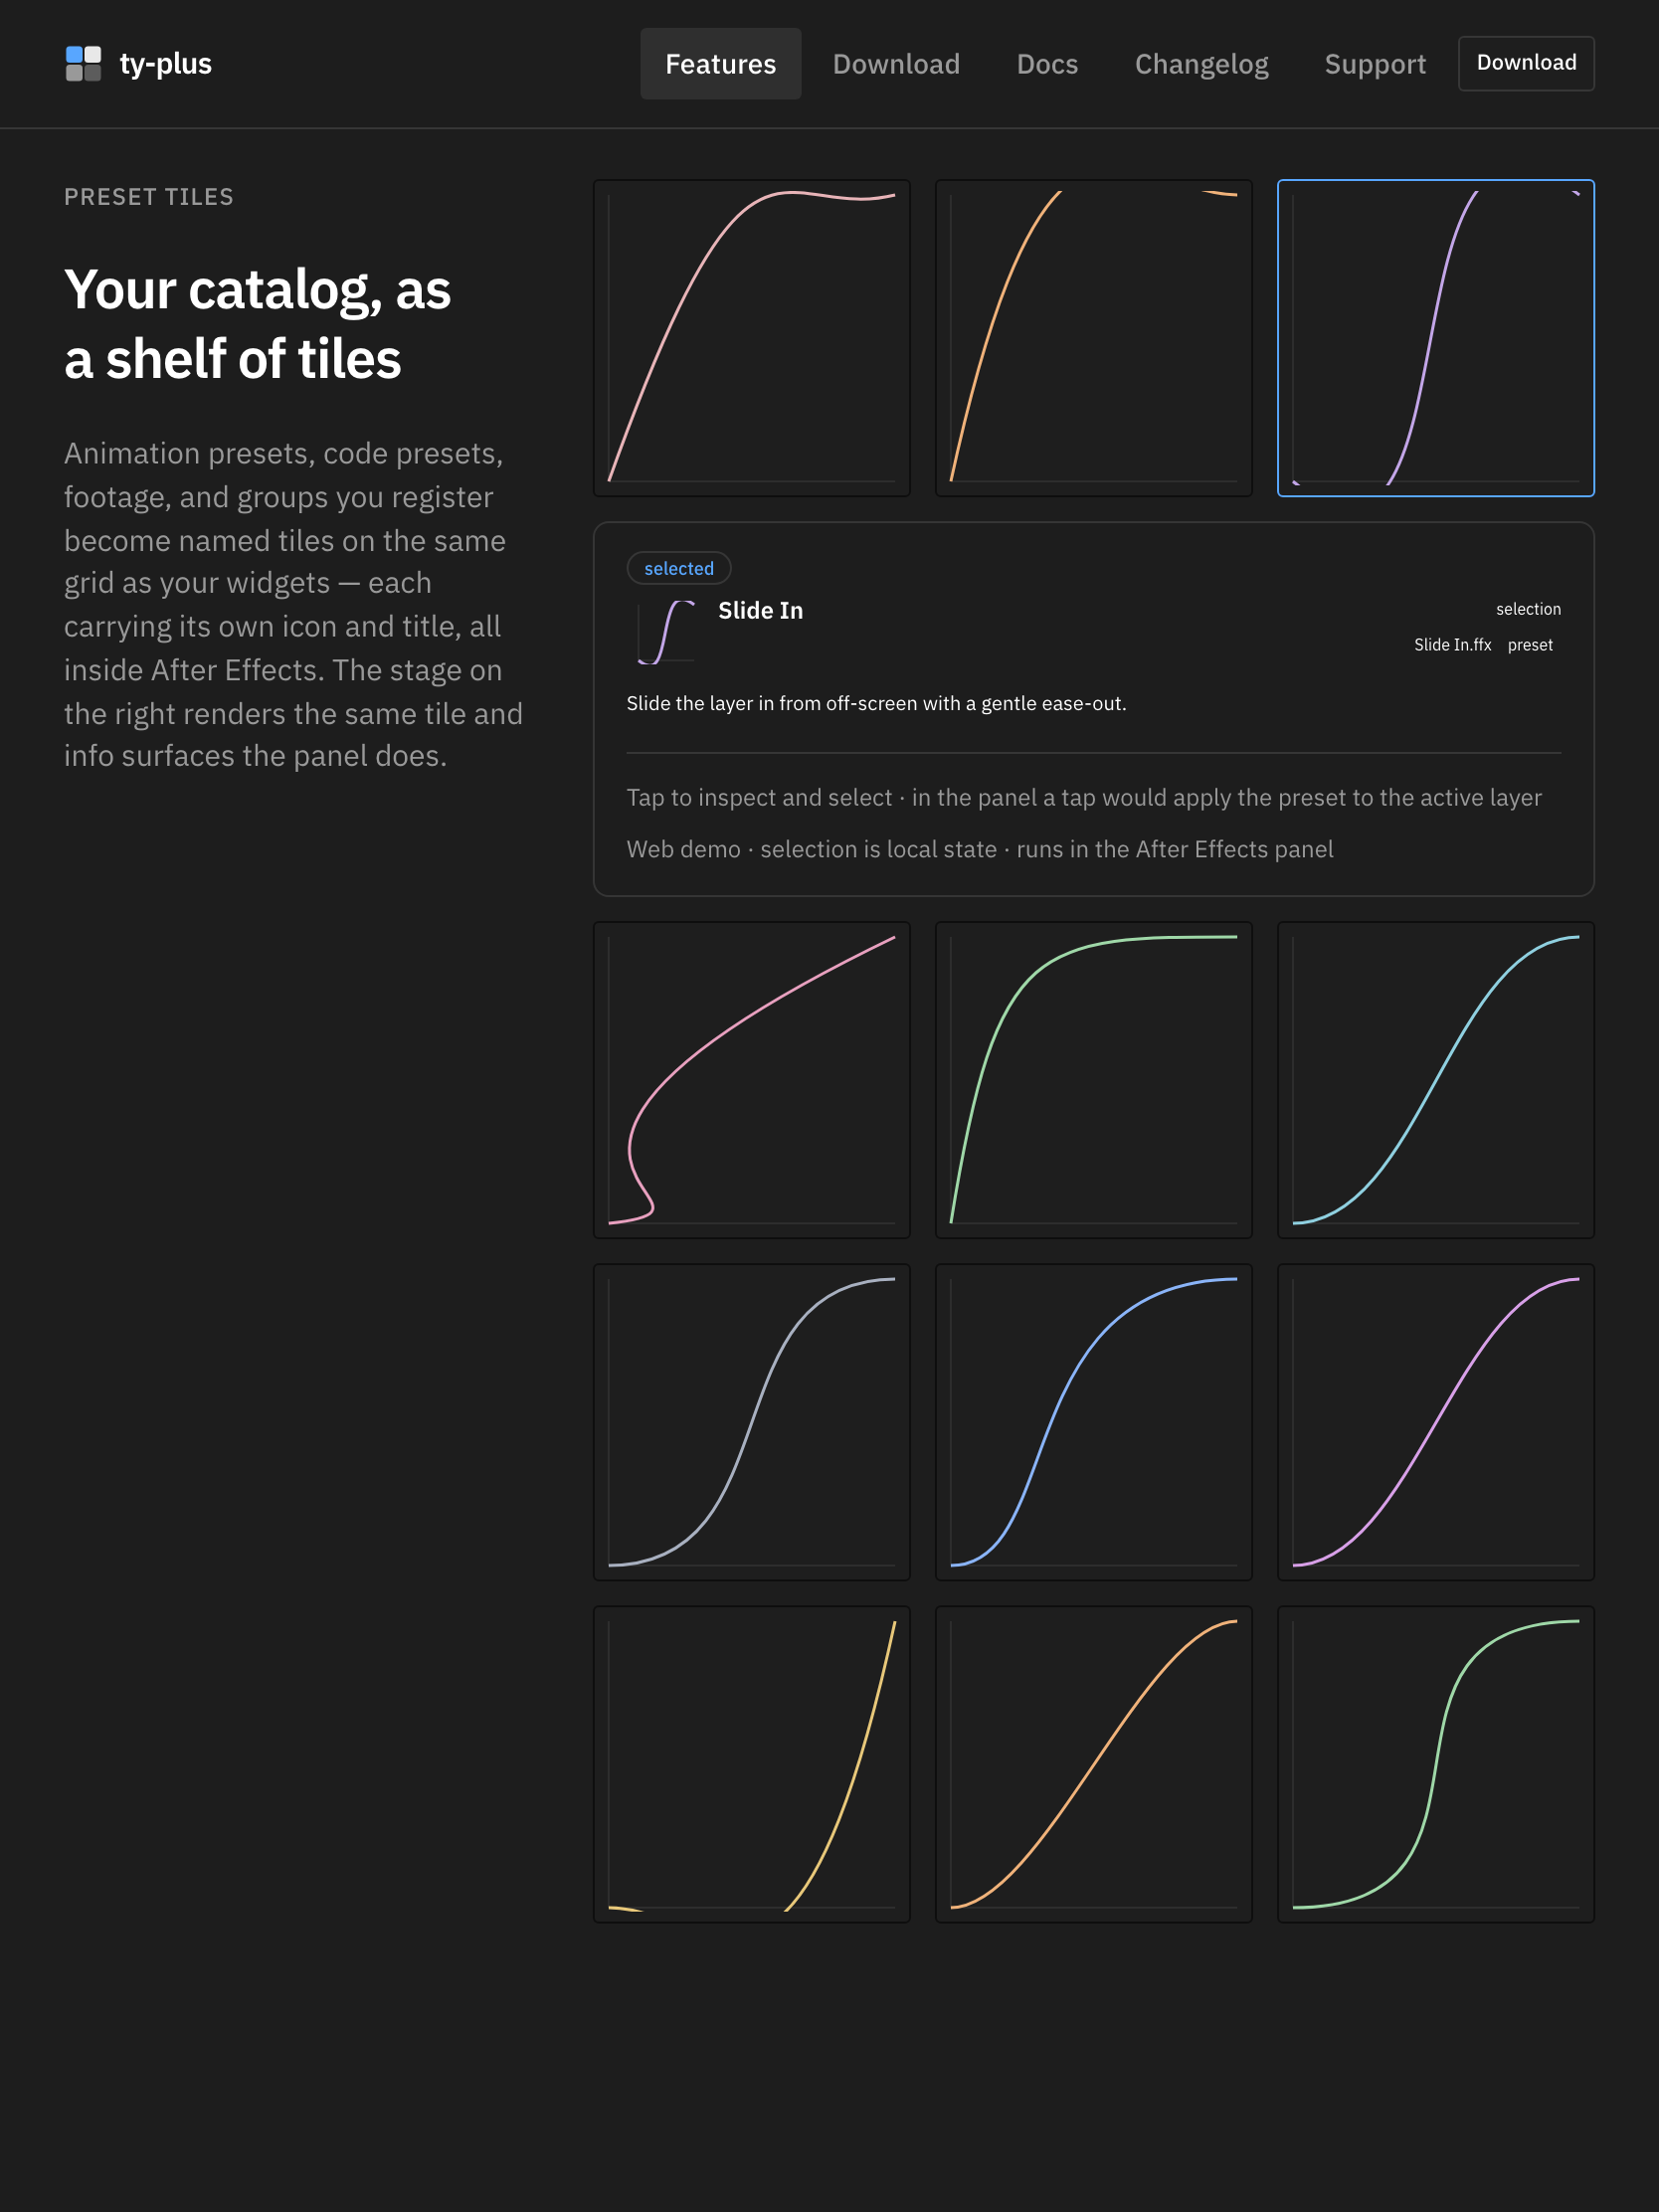 ty-plus
Features
Download
Docs
Changelog
Support
Download
PRESET TILES
Your catalog, as
a shelf of tiles
Animation presets, code presets,
footage, and groups you register
become named tiles on the same
grid as your widgets — each
carrying its own icon and title, all
inside After Effects. The stage on
the right renders the same tile and
info surfaces the panel does.
selected
Slide In
selection
Slide In.ffx preset
Slide the layer in from off-screen with a gentle ease-out.
Tap to inspect and select · in the panel a tap would apply the preset to the active layer
Web demo · selection is local state · runs in the After Effects panel